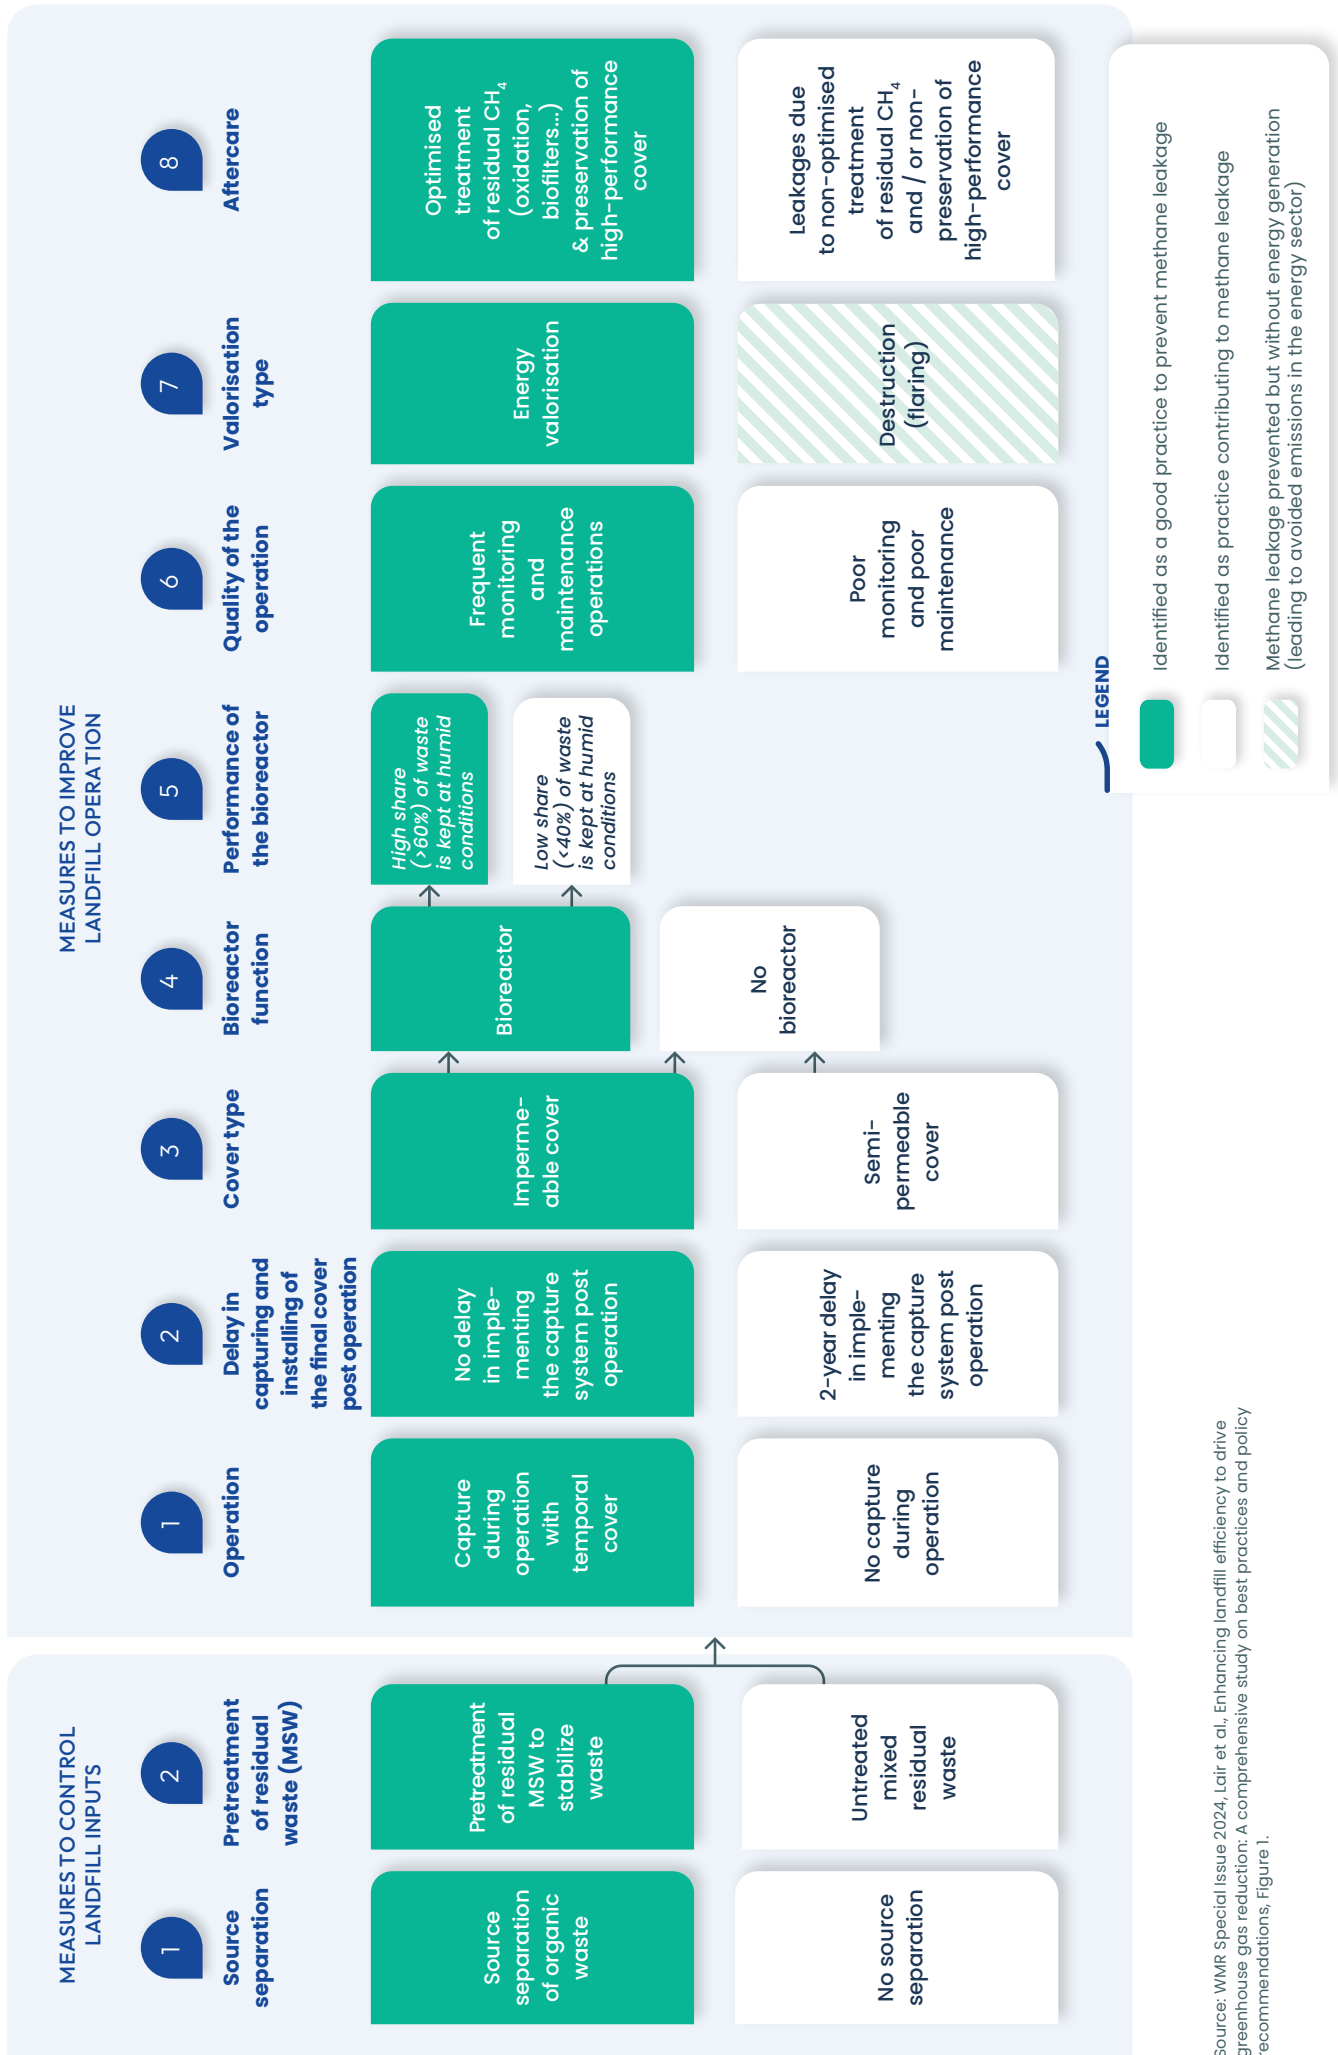 MEASURES TO CONTROL
LANDFILL INPUTS
1
Source
separation
2
Pretreatment
of residual
waste (MSW)
Source
separation
of organic
waste
Pretreatment
of residual
MSW to
stabilize
waste
No source
separation
Untreated
mixed
residual
waste
MEASURES TO IMPROVE
LANDFILL OPERATION
1
Operation
2
Delay in
capturing and
installing of
the final cover
post operation
3
Cover type
4
Bioreactor
function
5
Performance of
the bioreactor
6
Quality of the
operation
7
Valorisation
type
8
Aftercare
Capture
during
operation
with
temporal
cover
No delay
in imple-
menting
the capture
system post
operation
Imperme-
able cover
Bioreactor
High share
(>60%) of waste
is kept at humid
conditions
Low share
(<40%) of waste
is kept at humid
conditions
Frequent
monitoring
and
maintenance
operations
Energy
valorisation
Optimised
treatment
of residual CH4
(oxidation,
biofilters...)
& preservation of
high-performance
cover
No capture
during
operation
2-year delay
in imple-
menting
the capture
system post
operation
Semi-
permeable
cover
No
bioreactor
Poor
monitoring
and poor
maintenance
Destruction
(flaring)
Leakages due
to non-optimised
treatment
of residual CH4
and / or non-
preservation of
high-performance
cover
LEGEND
Identified as a good practice to prevent methane leakage
Identified as practice contributing to methane leakage
Methane leakage prevented but without energy generation
(leading to avoided emissions in the energy sector)
Source: WMR Special Issue 2024, Lair et al., Enhancing landfill efficiency to drive
greenhouse gas reduction: A comprehensive study on best practices and policy
recommendations, Figure 1.